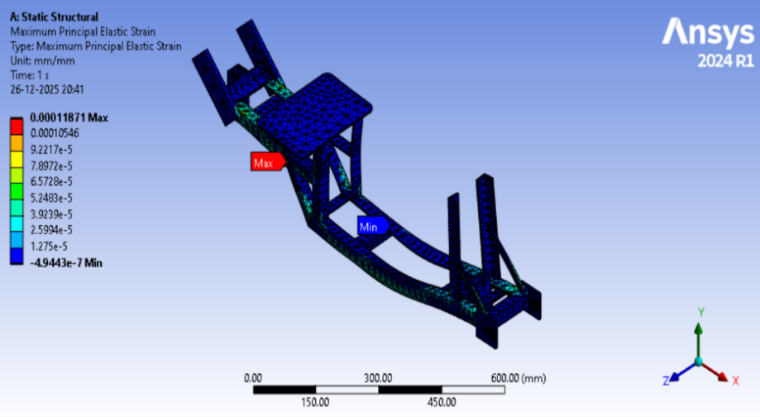 A: Static Structural
Maximum Principal Elastic Strain
Type: Maximum Principal Elastic Strain
Unit: mm/mm
Time: 1 s
26-12-2025 20:41
0.00011871 Max
0.00010546
9.2217e-5
7.8972e-5
6.5728e-5
5.2483e-5
3.9239e-5
2.5994e-5
1.275e-5
-4.9443e-7 Min
Ansys
2024 R1
Max
Min
0.00 300.00 600.00 (mm)
150.00 450.00
Y
Z X